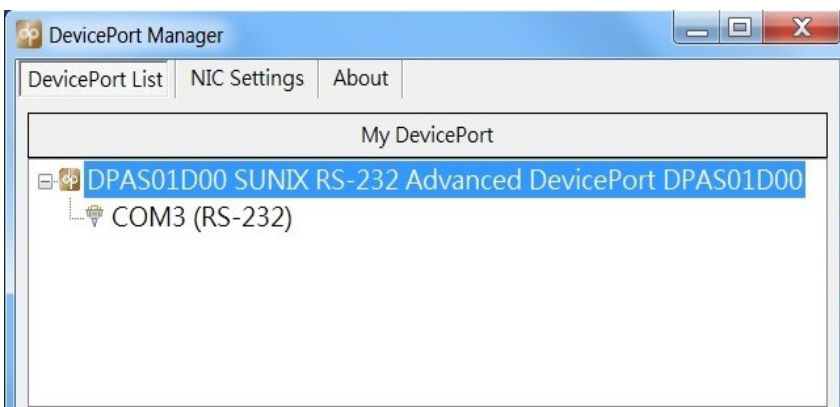 DevicePort Manager
DevicePort List NIC Settings About
My DevicePort
DPAS01D00 SUNIX RS-232 Advanced DevicePort DPAS01D00
COM3 (RS-232)